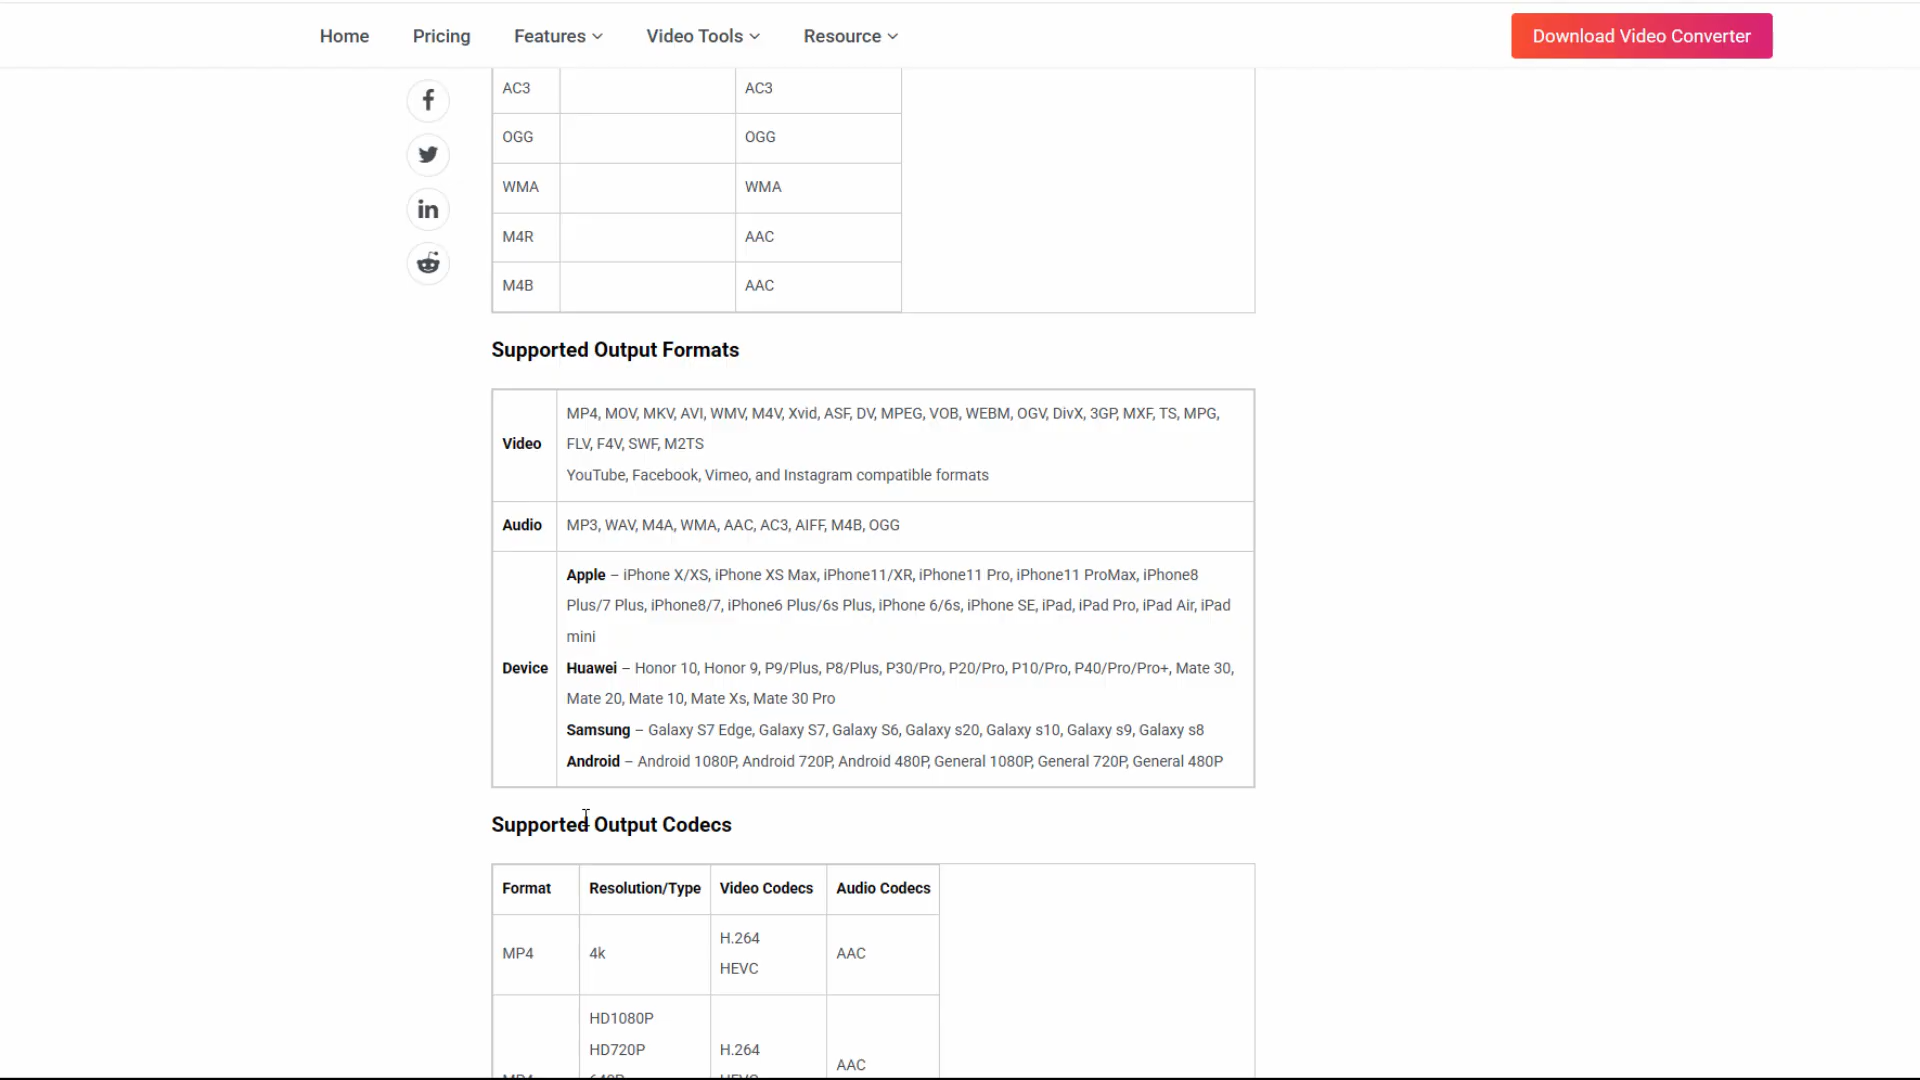 Home Pricing Features Video Tools Resource Download Video Converter
AC3 AC3
OGG OGG
WMA WMA
M4R AAC
M4B AAC
Supported Output Formats
Video MP4, MOV, MKV, AVI, WMV, M4V, Xvid, ASF, DV, MPEG, VOB, WEBM, OGV, DivX, 3GP, MXF, TS, MPG,
FLV, F4V, SWF, M2TS
YouTube, Facebook, Vimeo, and Instagram compatible formats
Audio MP3, WAV, M4A, WMA, AAC, AC3, AIFF, M4B, OGG
Device Apple – iPhone X/XS, iPhone XS Max, iPhone11/XR, iPhone11 Pro, iPhone11 ProMax, iPhone8
Plus/7 Plus, iPhone8/7, iPhone6 Plus/6s Plus, iPhone 6/6s, iPhone SE, iPad, iPad Pro, iPad Air, iPad
mini
Huawei – Honor 10, Honor 9, P9/Plus, P8/Plus, P30/Pro, P20/Pro, P10/Pro, P40/Pro/Pro+, Mate 30,
Mate 20, Mate 10, Mate Xs, Mate 30 Pro
Samsung – Galaxy S7 Edge, Galaxy S7, Galaxy S6, Galaxy s20, Galaxy s10, Galaxy s9, Galaxy s8
Android – Android 1080P, Android 720P, Android 480P, General 1080P, General 720P, General 480P
Supported Output Codecs
Format Resolution/Type Video Codecs Audio Codecs
MP4 4k H.264 AAC
HEVC
HD1080P
HD720P H.264
AAC